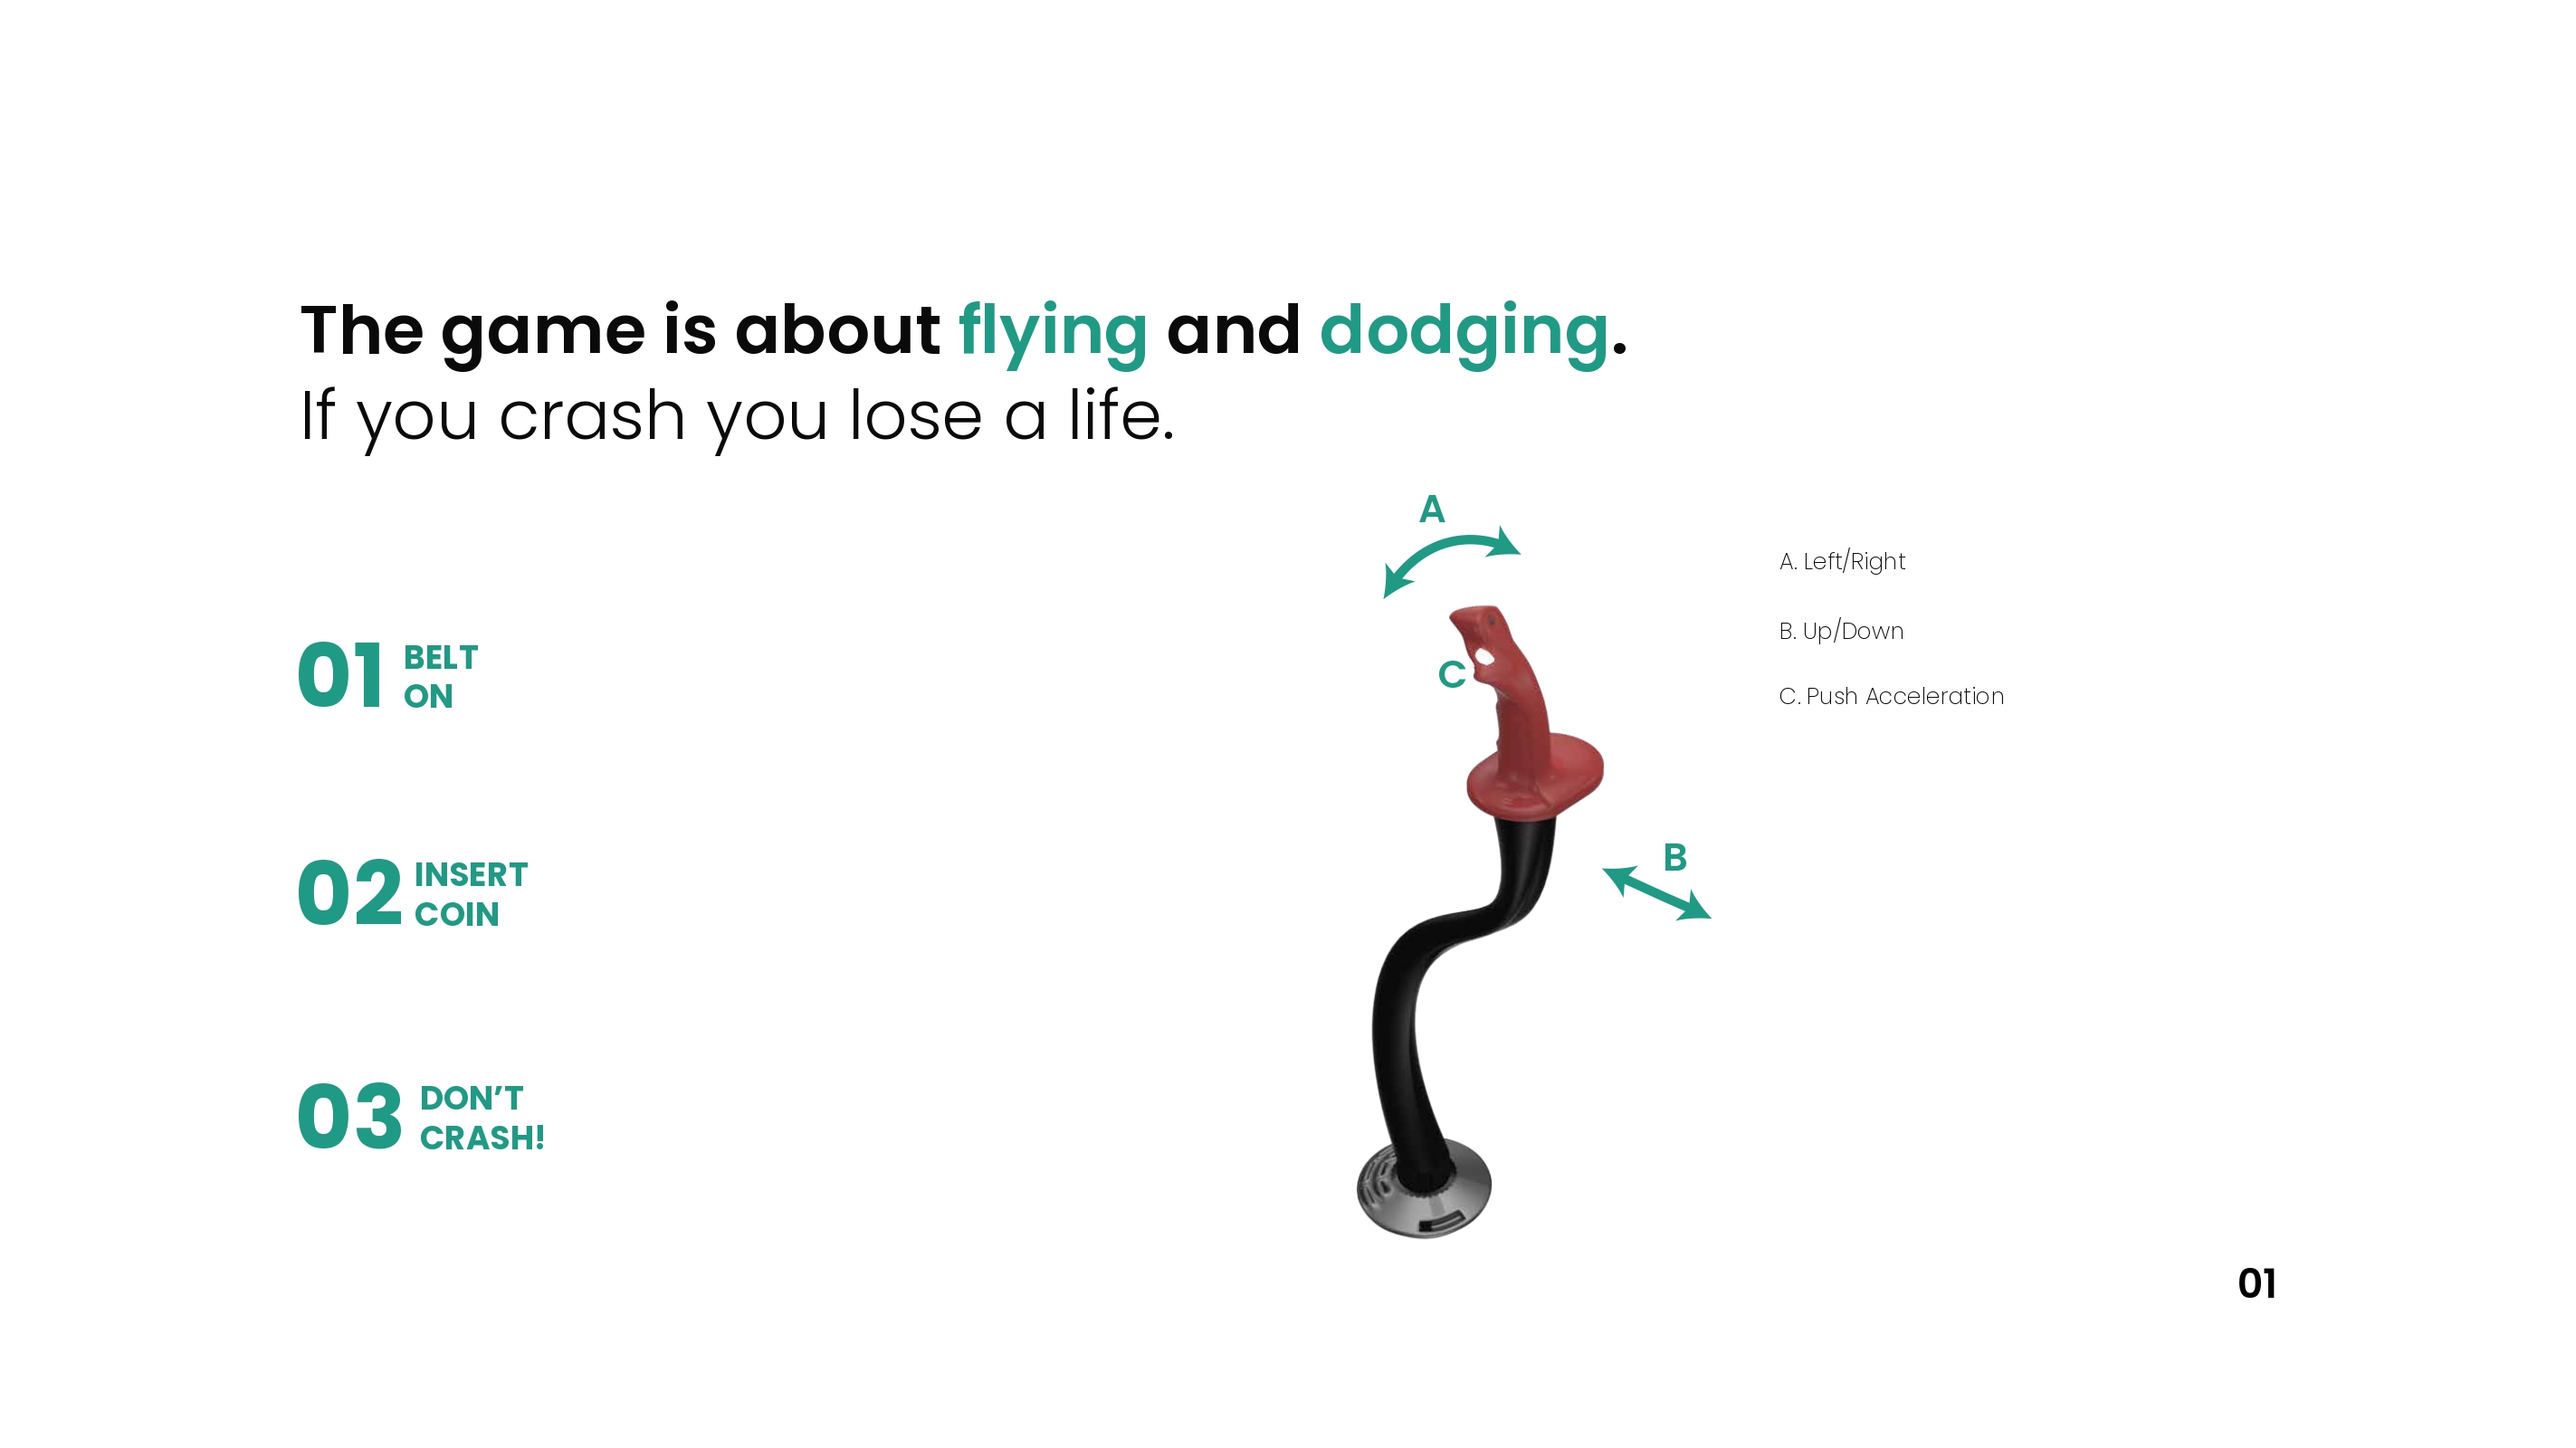 The game is about flying and dodging.
If you crash you lose a life.
01 BELT
ON
02 INSERT
COIN
03 DON’T
CRASH!
A
C
B
A. Left/Right
B. Up/Down
C. Push Acceleration
01